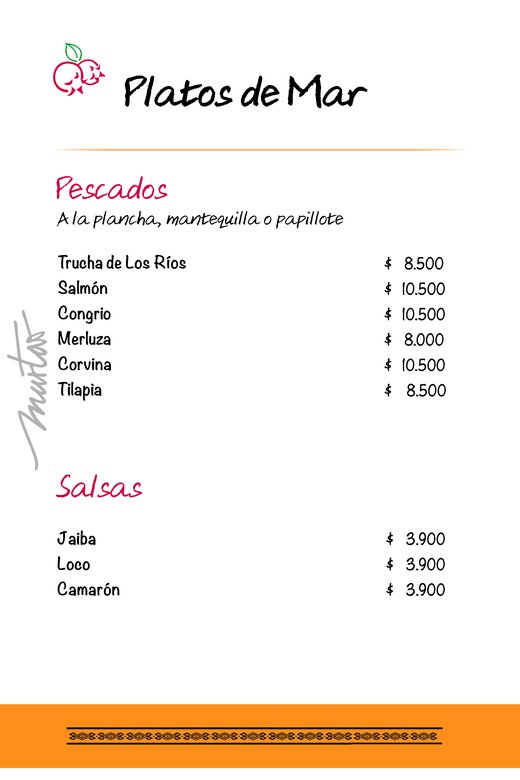 Platos de Mar
Pescados
A la plancha, mantequilla o papillote
Trucha de Los Ríos $ 8.500
Salmón $ 10.500
Congrio $ 10.500
Merluza $ 8.000
Corvina $ 10.500
Tilapia $ 8.500
Salsas
Jaiba $ 3.900
Loco $ 3.900
Camarón $ 3.900